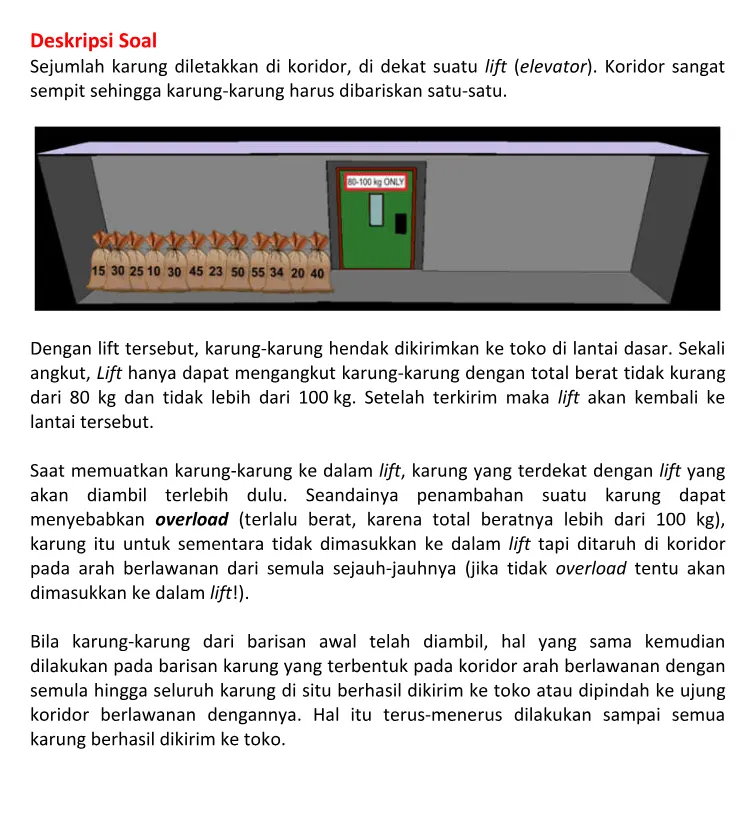 Deskripsi Soal
Sejumlah karung diletakkan di koridor, di dekat suatu lift (elevator). Koridor sangat
sempit sehingga karung-karung harus dibariskan satu-satu.
80-100 kg ONLY
15 30 25 10 30 45 23 50 55 34 20 40
Dengan lift tersebut, karung-karung hendak dikirimkan ke toko di lantai dasar. Sekali
angkut, Lift hanya dapat mengangkut karung-karung dengan total berat tidak kurang
dari 80 kg dan tidak lebih dari 100 kg. Setelah terkirim maka lift akan kembali ke
lantai tersebut.
Saat memuatkan karung-karung ke dalam lift, karung yang terdekat dengan lift yang
akan diambil terlebih dulu. Seandainya penambahan suatu karung dapat
menyebabkan overload (terlalu berat, karena total beratnya lebih dari 100 kg),
karung itu untuk sementara tidak dimasukkan ke dalam lift tapi ditaruh di koridor
pada arah berlawanan dari semula sejauh-jauhnya (jika tidak overload tentu akan
dimasukkan ke dalam lift!).
Bila karung-karung dari barisan awal telah diambil, hal yang sama kemudian
dilakukan pada barisan karung yang terbentuk pada koridor arah berlawanan dengan
semula hingga seluruh karung di situ berhasil dikirim ke toko atau dipindah ke ujung
koridor berlawanan dengannya. Hal itu terus-menerus dilakukan sampai semua
karung berhasil dikirim ke toko.